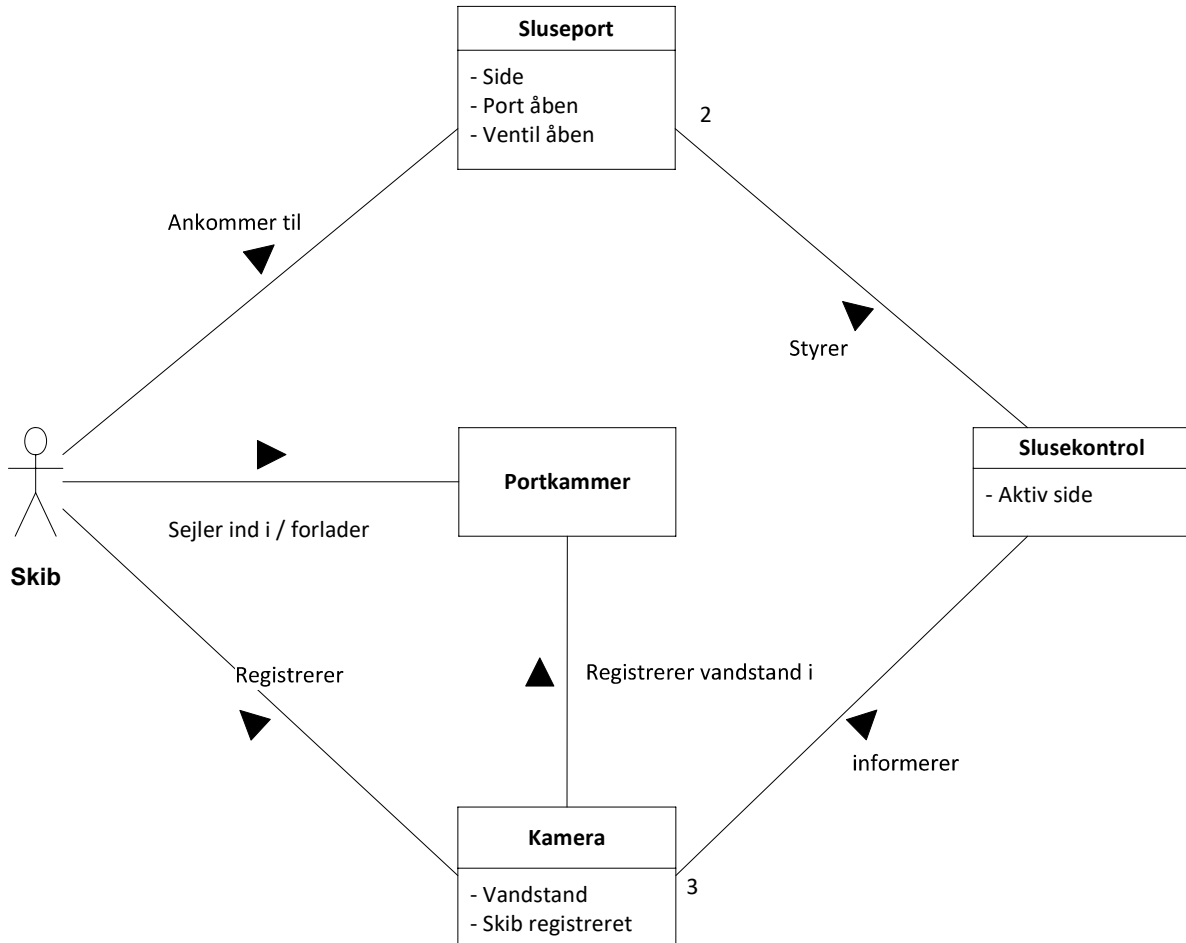 Sluseport
- Side
- Port åben
- Ventil åben
2
Ankommer til
Styrer
Skib
Sejler ind i / forlader
Portkammer
Slusekontrol
- Aktiv side
Registrerer
Registrerer vandstand i
informerer
Kamera
- Vandstand
- Skib registreret
3